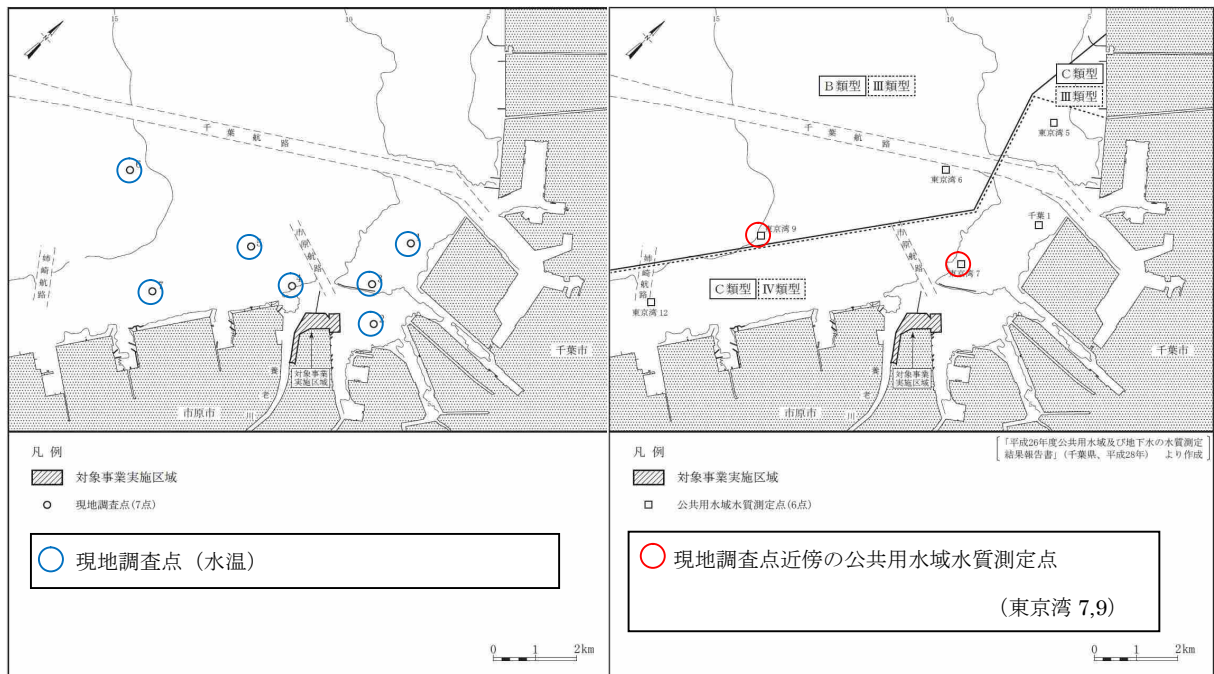 15
10
5
千葉航路
6
5
1
4
3
7
2
市原航路
姉崎航路
対象事業
実施区域
養老川
市原市
千葉市
凡 例
対象事業実施区域
現地調査点(7点)
現地調査点（水温）
0 1 2km
15
10
5
B類型 Ⅲ類型
C類型
Ⅲ類型
千葉航路
東京湾 5
東京湾 6
千葉 1
東京湾 9
東京湾 7
市原航路
姉崎航路
C類型 Ⅳ類型
東京湾 12
対象事業
実施区域
養老川
市原市
千葉市
「平成26年度公共用水域及び地下水の水質測定
結果報告書」(千葉県、平成28年) より作成
凡 例
対象事業実施区域
公共用水域水質測定点(6点)
現地調査点近傍の公共用水域水質測定点
（東京湾 7,9）
0 1 2km